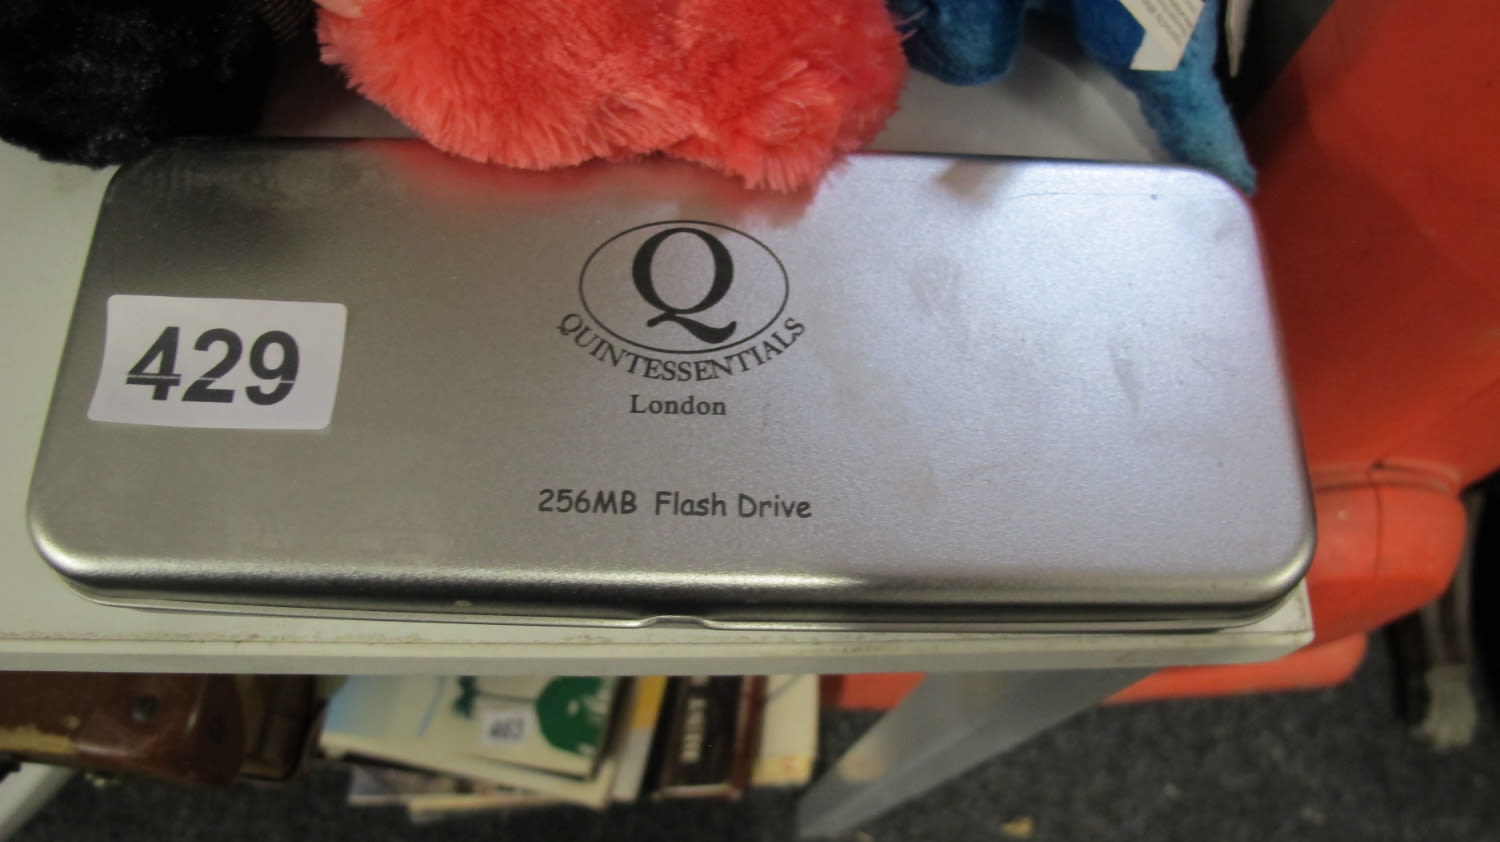 Q
QUINTESSENTIALS
London
429
256MB Flash Drive